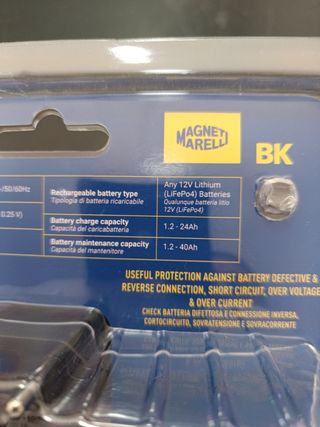 MAGNETI
MARELLI
BK
/50/60Hz
0.25 V)
Rechargeable battery type
Tipologia di batteria ricaricabile
Any 12V Lithium
(LiFePo4) Batteries
Qualunque batteria litio
12V (LiFePO4)
Battery charge capacity
Capacità del caricabatteria
1.2 - 24Ah
Battery maintenance capacity
Capacità del mantenitore
1.2 - 40Ah
USEFUL PROTECTION AGAINST BATTERY DEFECTIVE &
REVERSE CONNECTION, SHORT CIRCUIT, OVER VOLTAGE
& OVER CURRENT
CHECK BATTERIA DIFETTOSA E CONNESSIONE INVERSA,
CORTOCIRCUITO, SOVRATENSIONE E SOVRACORRENTE